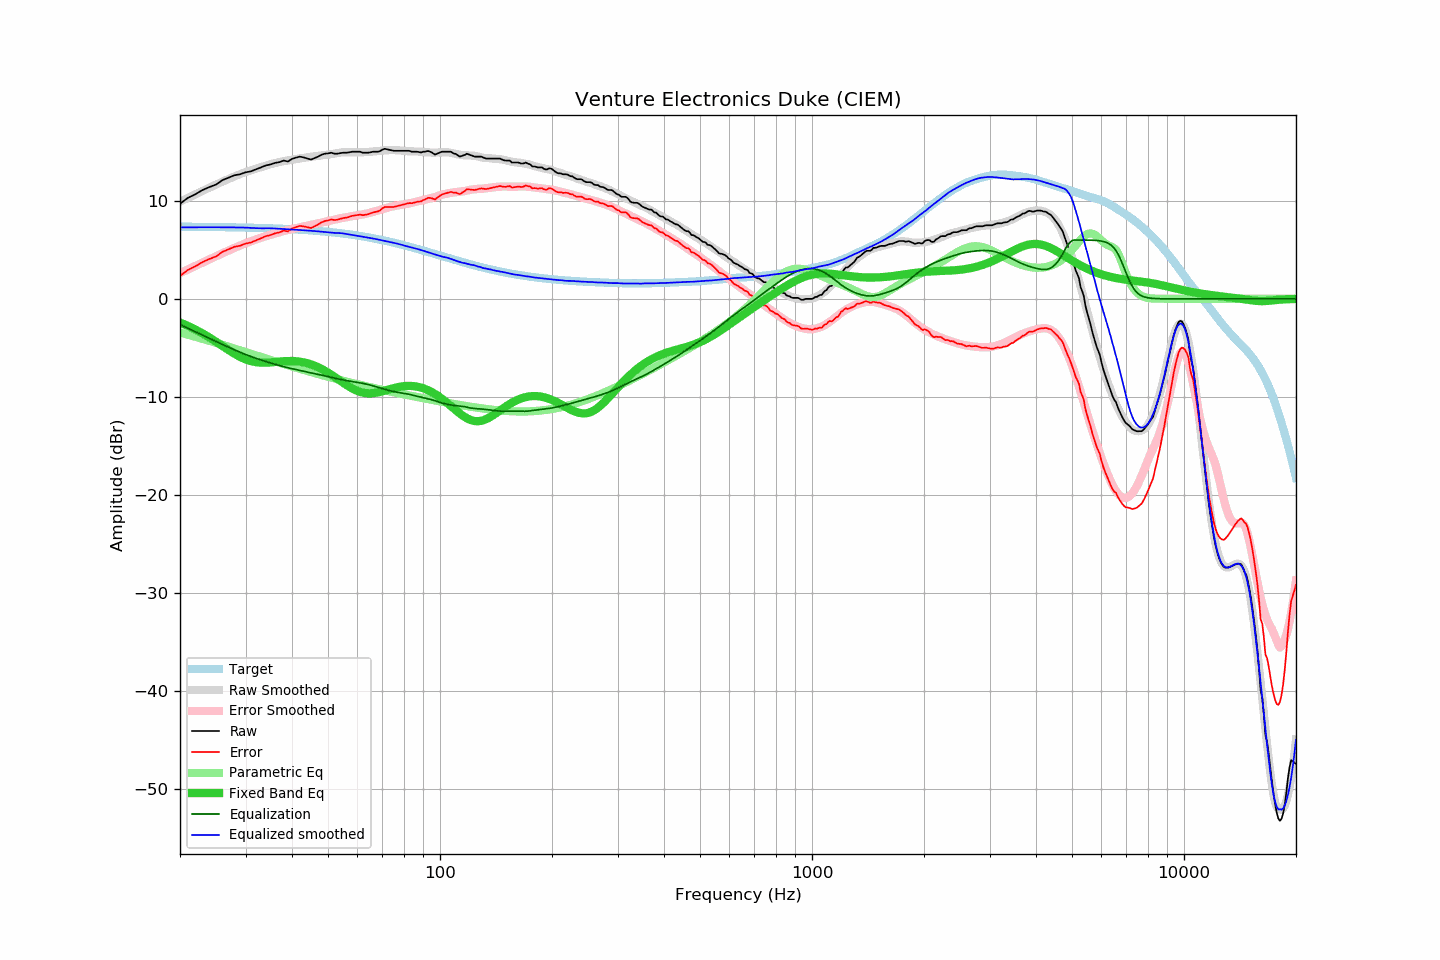 Venture Electronics Duke (CIEM)
10
0
−10
−20
−30
−40
−50
Amplitude (dBr)
Target
Raw Smoothed
Error Smoothed
Raw
Error
Parametric Eq
Fixed Band Eq
Equalization
Equalized smoothed
100
1000
10000
Frequency (Hz)